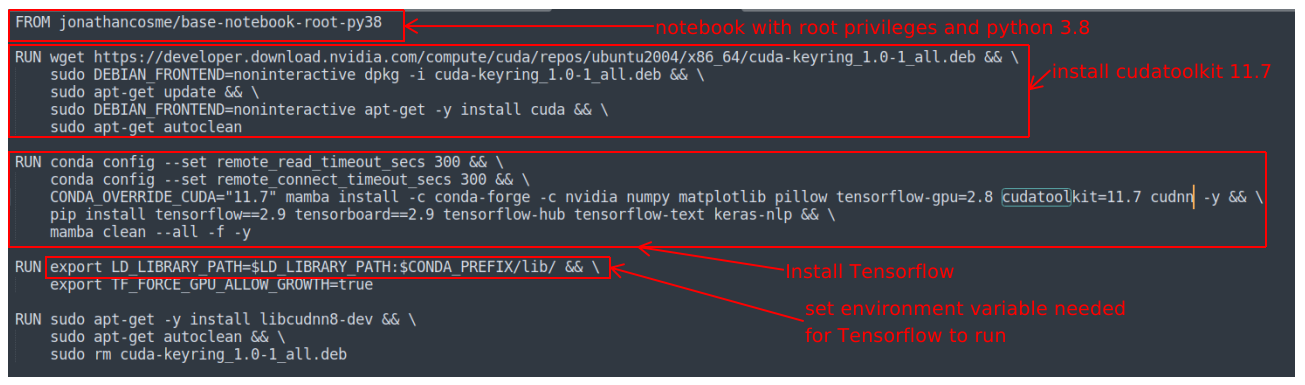 FROM jonathancosme/base-notebook-root-py38
notebook with root privileges and python 3.8
RUN wget https://developer.download.nvidia.com/compute/cuda/repos/ubuntu2004/x86_64/cuda-keyring_1.0-1_all.deb && \
sudo DEBIAN_FRONTEND=noninteractive dpkg -i cuda-keyring_1.0-1_all.deb && \
install cudatoolkit 11.7
sudo apt-get update && \
sudo DEBIAN_FRONTEND=noninteractive apt-get -y install cuda && \
sudo apt-get autoclean
RUN conda config --set remote_read_timeout_secs 300 && \
conda config --set remote_connect_timeout_secs 300 && \
CONDA_OVERRIDE_CUDA="11.7" mamba install -c conda-forge -c nvidia numpy matplotlib pillow tensorflow-gpu=2.8 cudatoolkit=11.7 cudnn -y && \
pip install tensorflow==2.9 tensorboard==2.9 tensorflow-hub tensorflow-text keras-nlp && \
mamba clean --all -f -y
RUN export LD_LIBRARY_PATH=$LD_LIBRARY_PATH:$CONDA_PREFIX/lib/ && \
Install Tensorflow
export TF_FORCE_GPU_ALLOW_GROWTH=true
set environment variable needed
for Tensorflow to run
RUN sudo apt-get -y install libcudnn8-dev && \
sudo apt-get autoclean && \
sudo rm cuda-keyring_1.0-1_all.deb